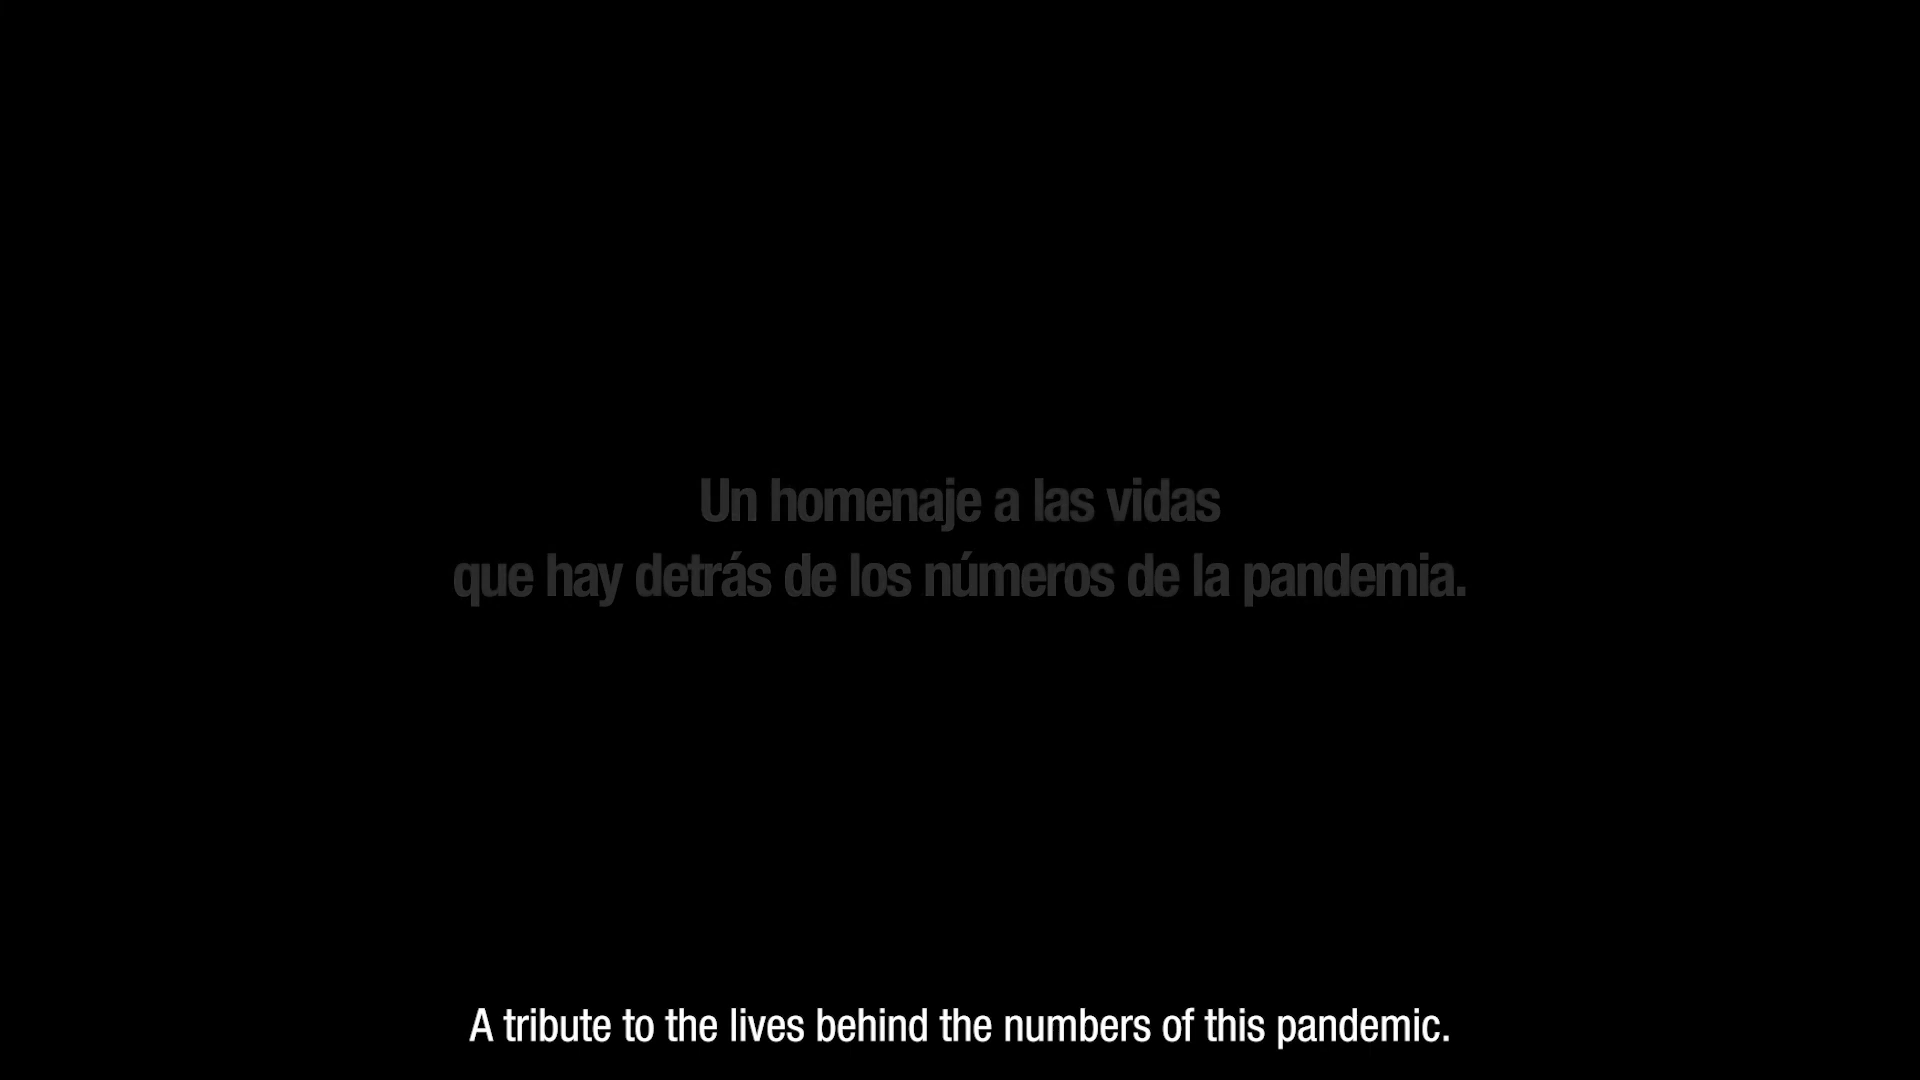 Un homenaje a las vidas
que hay detrás de los números de la pandemia.
A tribute to the lives behind the numbers of this pandemic.